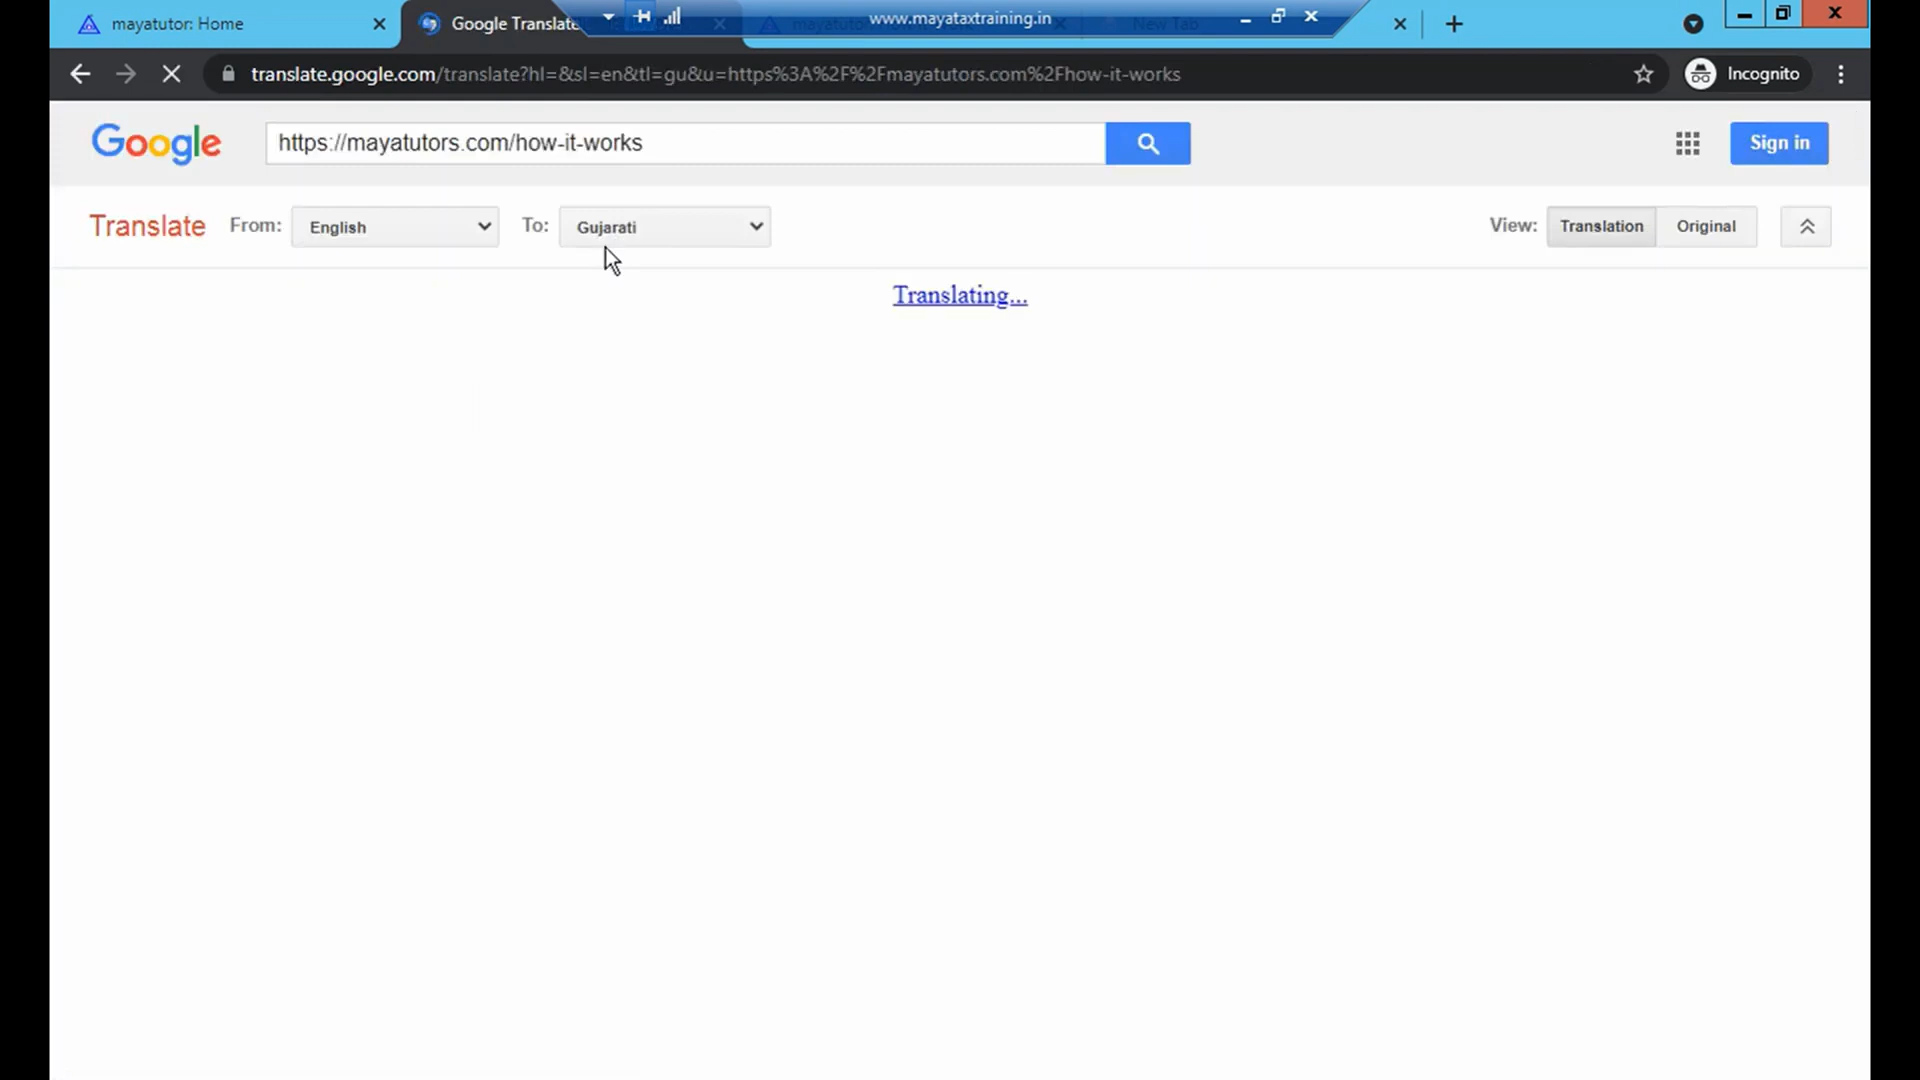 mayatutor: Home
Google Translate
www.mayataxtraining.in
New Tab
translate.google.com/translate?hl=&sl=en&tl=gu&u=https%3A%2F%2Fmayatutors.com%2Fhow-it-works
Incognito
Google
https://mayatutors.com/how-it-works
Sign in
Translate From: English To: Gujarati View: Translation Original
Translating...